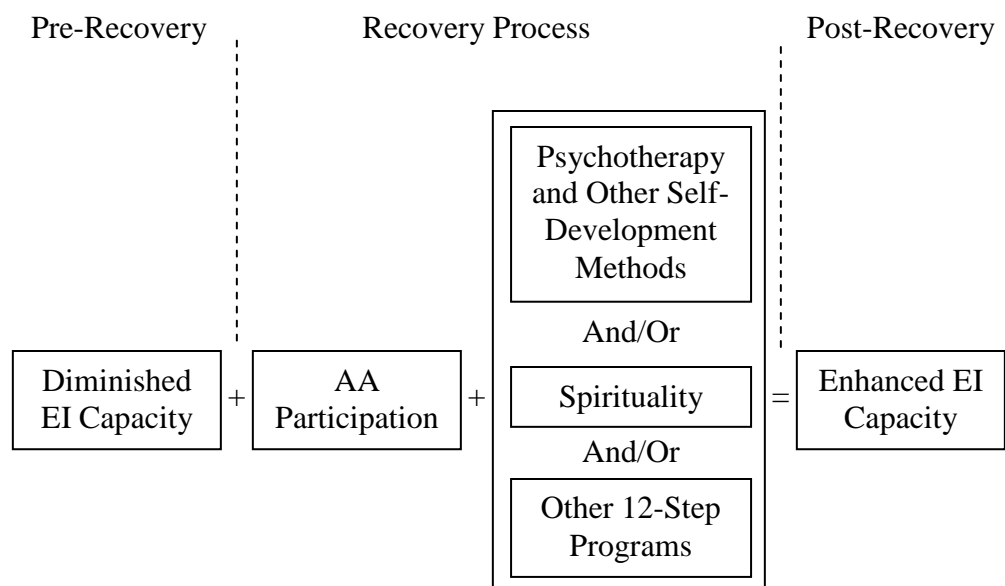 Pre-Recovery Recovery Process Post-Recovery
Psychotherapy
and Other Self-
Development
Methods
And/Or
Diminished
EI Capacity
+
AA
Participation
+
Spirituality
=
Enhanced EI
Capacity
And/Or
Other 12-Step
Programs